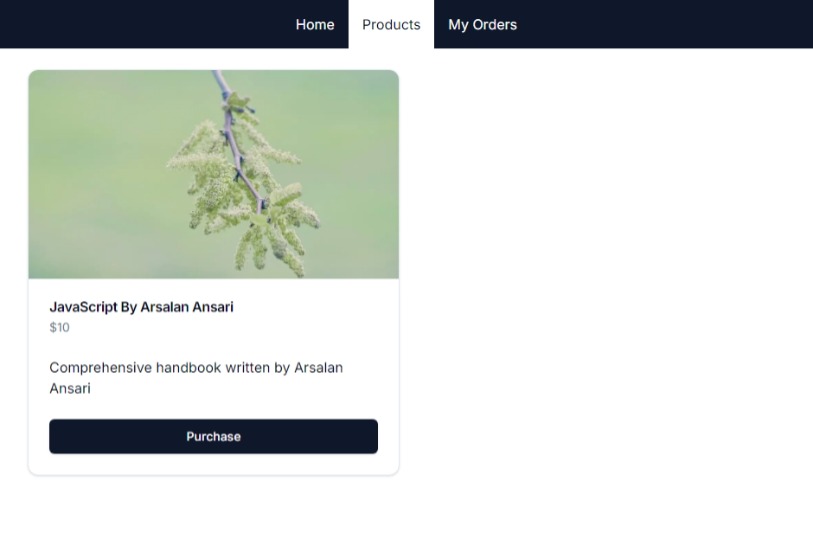 Home Products My Orders
JavaScript By Arsalan Ansari
$10
Comprehensive handbook written by Arsalan
Ansari
Purchase